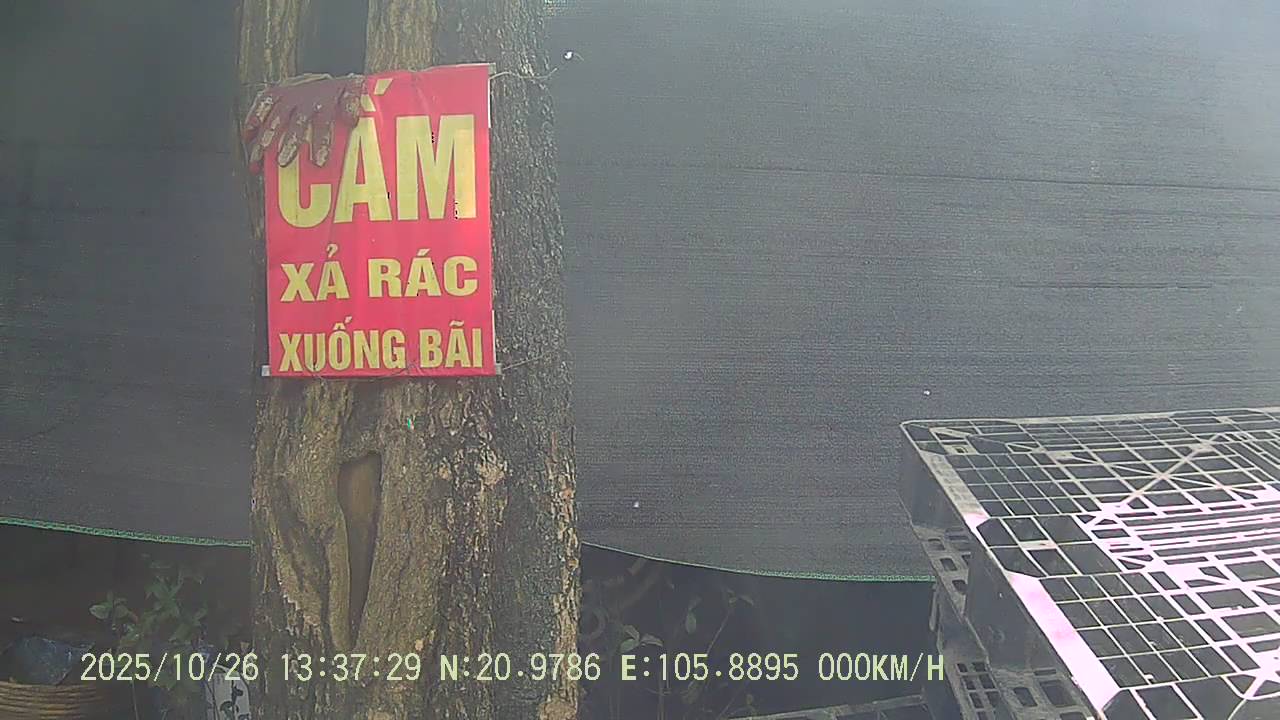 CẤM
XẢ RÁC
XUỐNG BÃI
2025/10/26 13:37:29 N:20.9786 E:105.8895 000KM/H